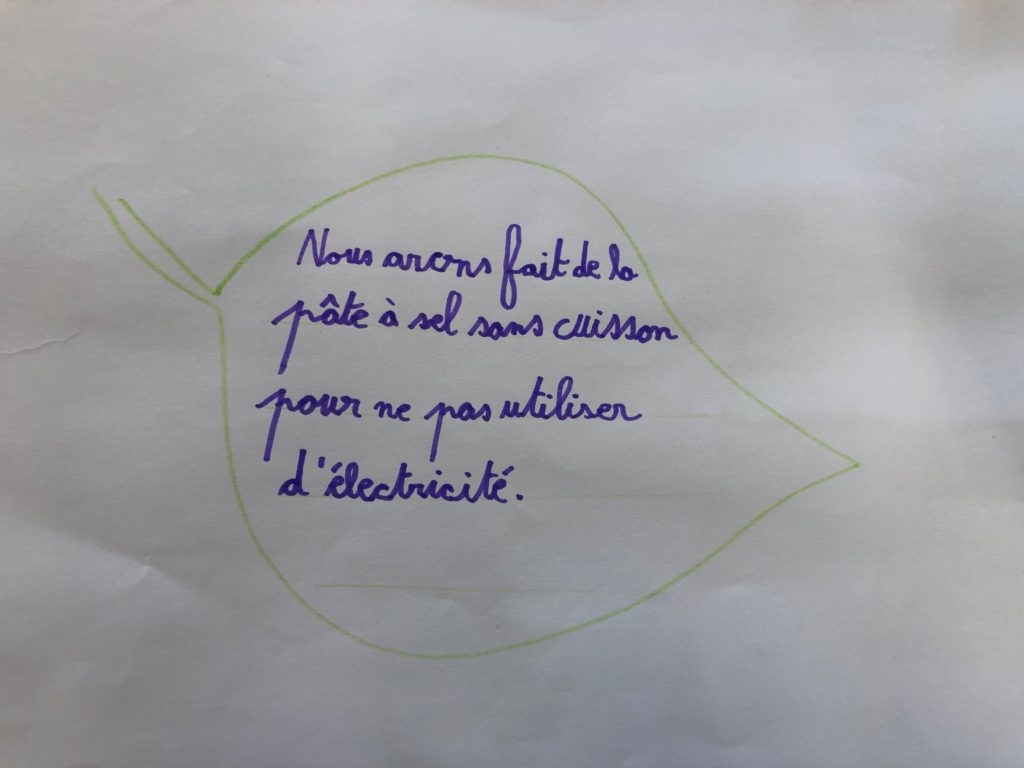 Nous avons fait de la
pâte à sel sans cuisson
pour ne pas utiliser
d'électricité.